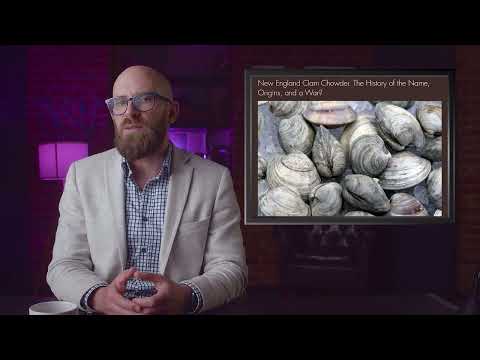 New England Clam Chowder. The History of the Name,
Origins, and a War?